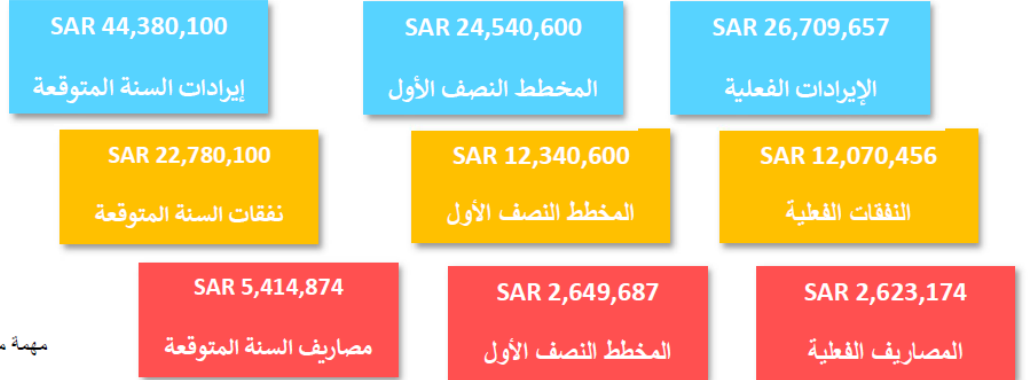 SAR 26,709,657
الإيرادات الفعلية
SAR 24,540,600
المخطط النصف الأول
SAR 44,380,100
إيرادات السنة المتوقعة
SAR 12,070,456
النفقات الفعلية
SAR 12,340,600
المخطط النصف الأول
SAR 22,780,100
نفقات السنة المتوقعة
SAR 2,623,174
المصاريف الفعلية
SAR 2,649,687
المخطط النصف الأول
SAR 5,414,874
مصاريف السنة المتوقعة
مهمة